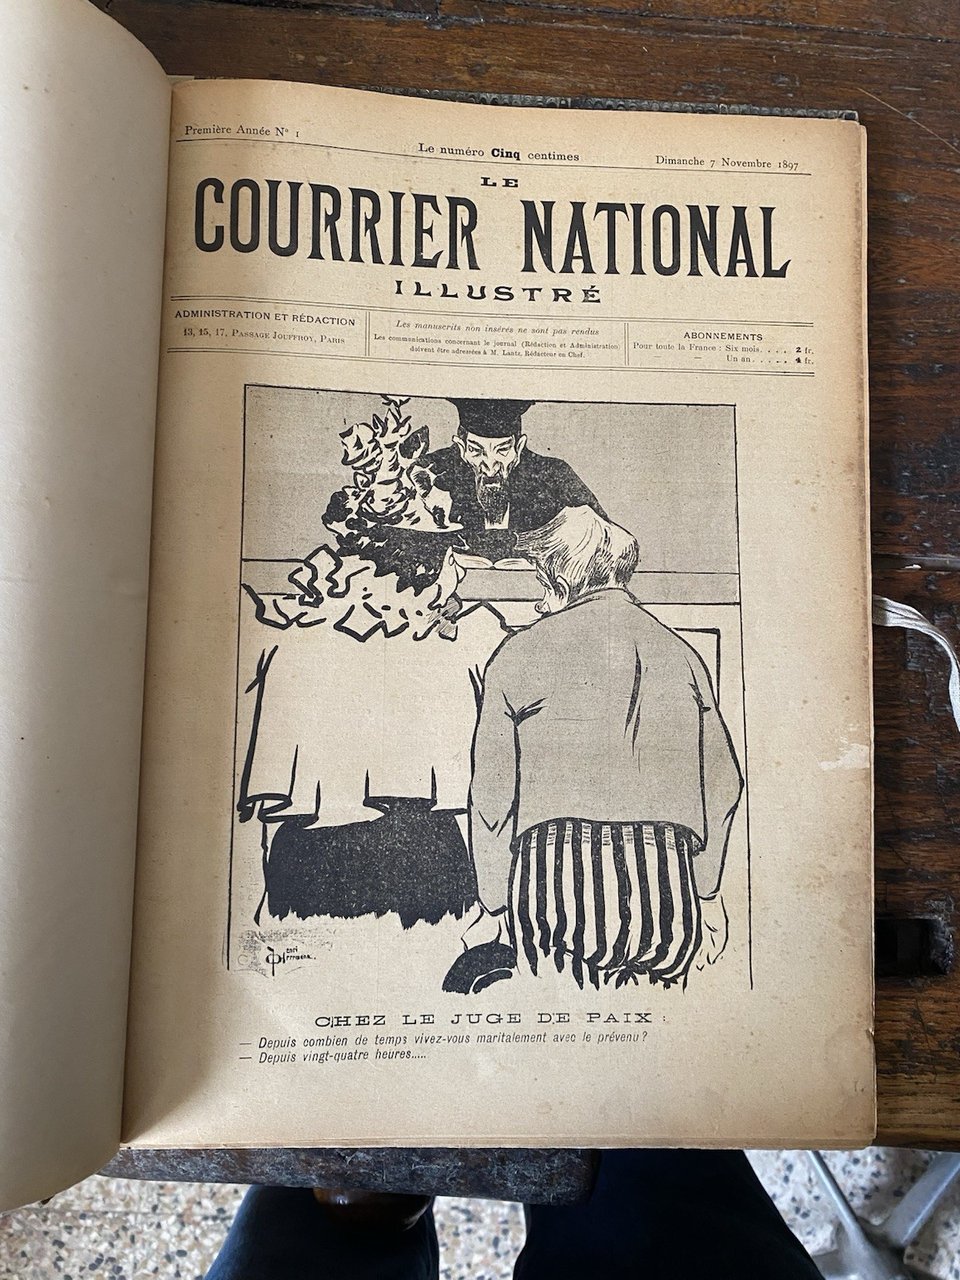 Première Année N° 1
Le numéro Cinq centimes
Dimanche 7 Novembre 1897
LE
COURRIER NATIONAL
ILLUSTRÉ
ADMINISTRATION ET RÉDACTION
13, 15, 17, PASSAGE JOUFFROY, PARIS
Les manuscrits non insérés ne sont pas rendus
Les communications concernant le journal (Rédaction et Administration)
doivent être adressées à M. Lantz, Rédacteur en Chef.
ABONNEMENTS
Pour toute la France : Six mois. . . . 2 fr.
Un an. . . . . 4 fr.
CHEZ LE JUGE DE PAIX :
— Depuis combien de temps vivez-vous maritalement avec le prévenu ?
— Depuis vingt-quatre heures.....